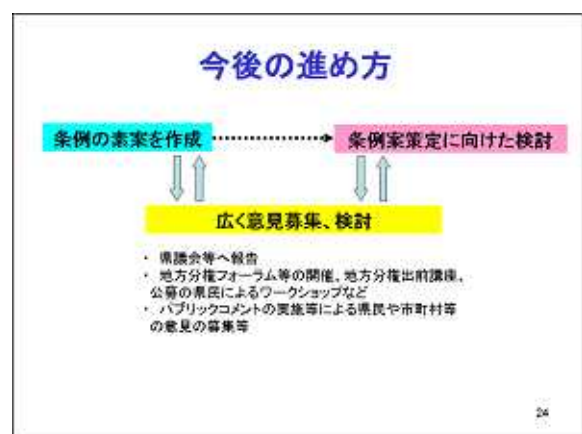 今後の進め方
条例の素案を作成
条例案策定に向けた検討
広く意見募集、検討
・ 県議会等へ報告
・ 地方分権フォーラム等の開催、地方分権出前講座、
公募の県民によるワークショップなど
・ パブリックコメントの実施等による県民や市町村等
の意見の募集等
24